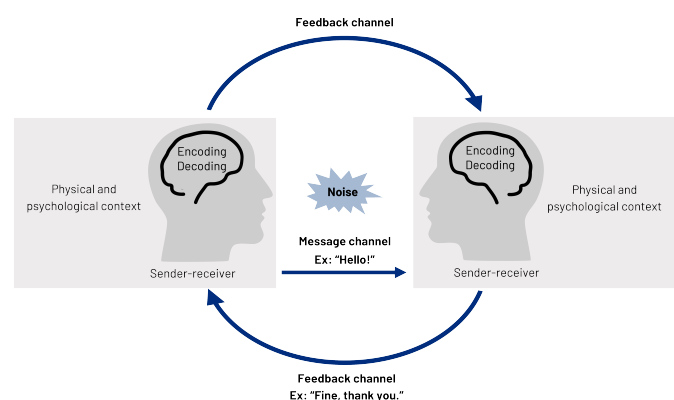 Feedback channel
Encoding
Decoding
Physical and
psychological context
Sender-receiver
Noise
Message channel
Ex: “Hello!”
Encoding
Decoding
Physical and
psychological context
Sender-receiver
Feedback channel
Ex: “Fine, thank you.”